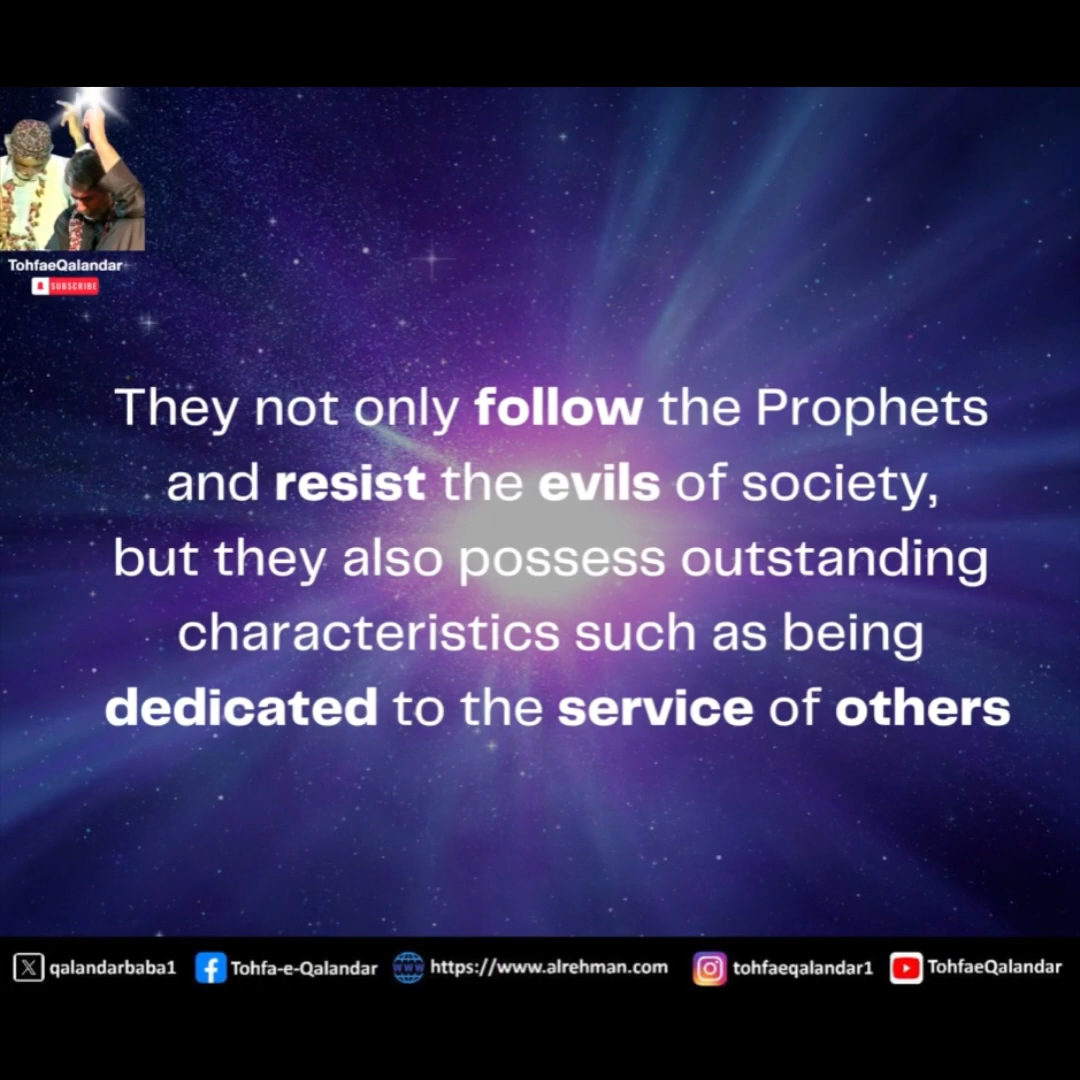 TohfaeQalandar
SUBSCRIBE
They not only follow the Prophets
and resist the evils of society,
but they also possess outstanding
characteristics such as being
dedicated to the service of others
qalandarbaba1 Tohfa-e-Qalandar https://www.alrehman.com tohfaeqalandar1 TohfaeQalandar